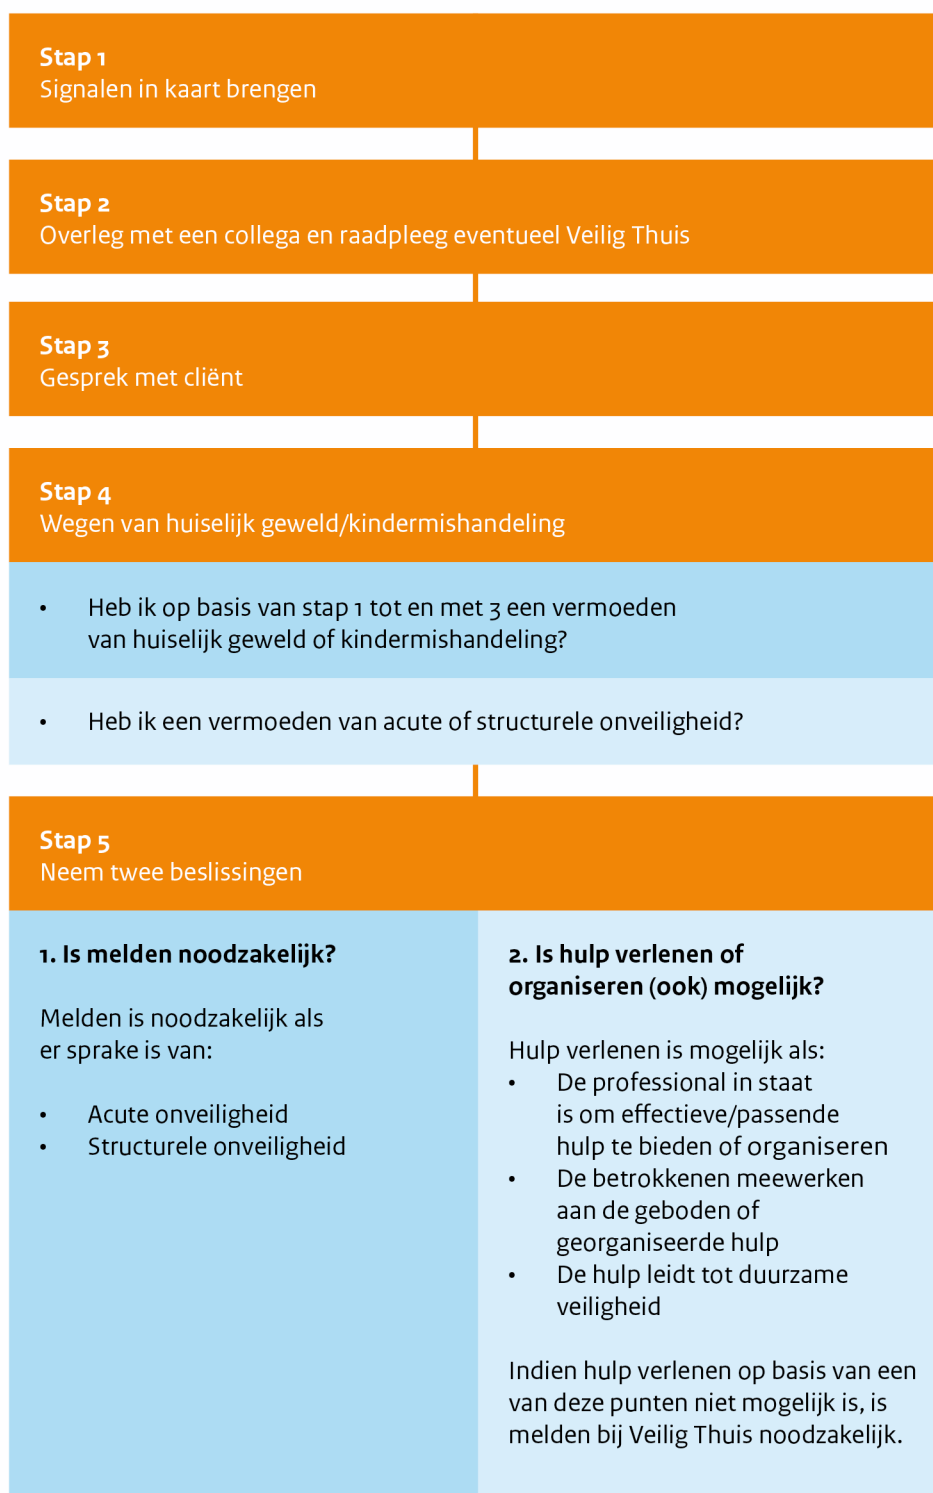 Stap 1
Signalen in kaart brengen
Stap 2
Overleg met een collega en raadpleeg eventueel Veilig Thuis
Stap 3
Gesprek met cliënt
Stap 4
Wegen van huiselijk geweld/kindermishandeling
• Heb ik op basis van stap 1 tot en met 3 een vermoeden
van huiselijk geweld of kindermishandeling?
• Heb ik een vermoeden van acute of structurele onveiligheid?
Stap 5
Neem twee beslissingen
1. Is melden noodzakelijk?
Melden is noodzakelijk als
er sprake is van:
• Acute onveiligheid
• Structurele onveiligheid
2. Is hulp verlenen of
organiseren (ook) mogelijk?
Hulp verlenen is mogelijk als:
• De professional in staat
is om effectieve/passende
hulp te bieden of organiseren
• De betrokkenen meewerken
aan de geboden of
georganiseerde hulp
• De hulp leidt tot duurzame
veiligheid
Indien hulp verlenen op basis van een
van deze punten niet mogelijk is, is
melden bij Veilig Thuis noodzakelijk.